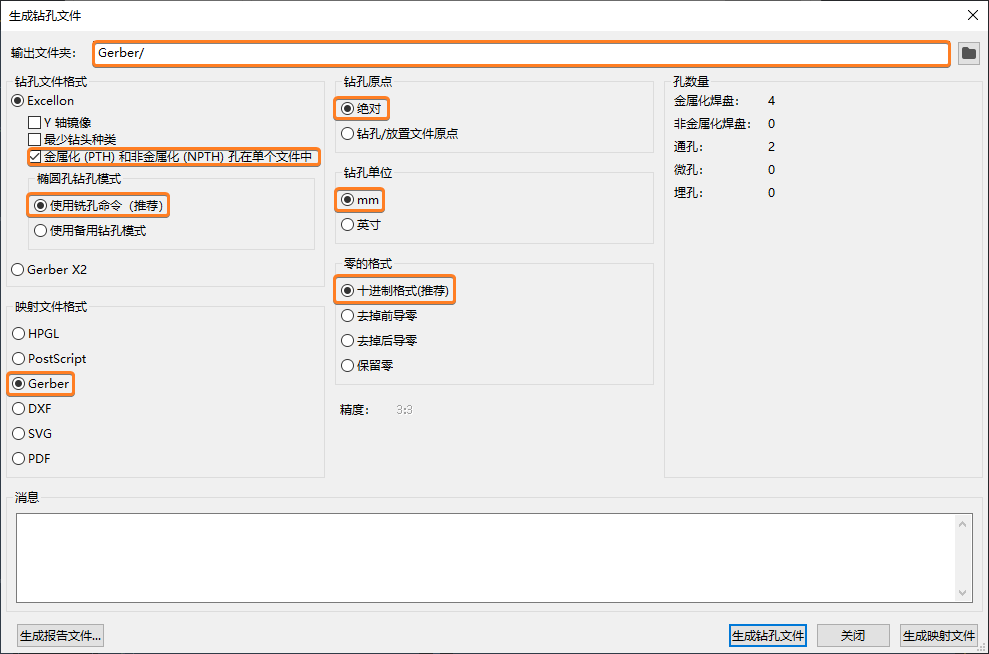 生成钻孔文件
输出文件夹: Gerber/
钻孔文件格式
Excellon
Y 轴镜像
最少钻头种类
金属化 (PTH) 和非金属化 (NPTH) 孔在单个文件中
椭圆孔钻孔模式
使用铣孔命令（推荐)
使用备用钻孔模式
Gerber X2
映射文件格式
HPGL
PostScript
Gerber
DXF
SVG
PDF
钻孔原点
绝对
钻孔/放置文件原点
钻孔单位
mm
英寸
零的格式
十进制格式(推荐)
去掉前导零
去掉后导零
保留零
精度: 3:3
孔数量
金属化焊盘: 4
非金属化焊盘: 0
通孔: 2
微孔: 0
埋孔: 0
消息
生成报告文件... 生成钻孔文件 关闭 生成映射文件